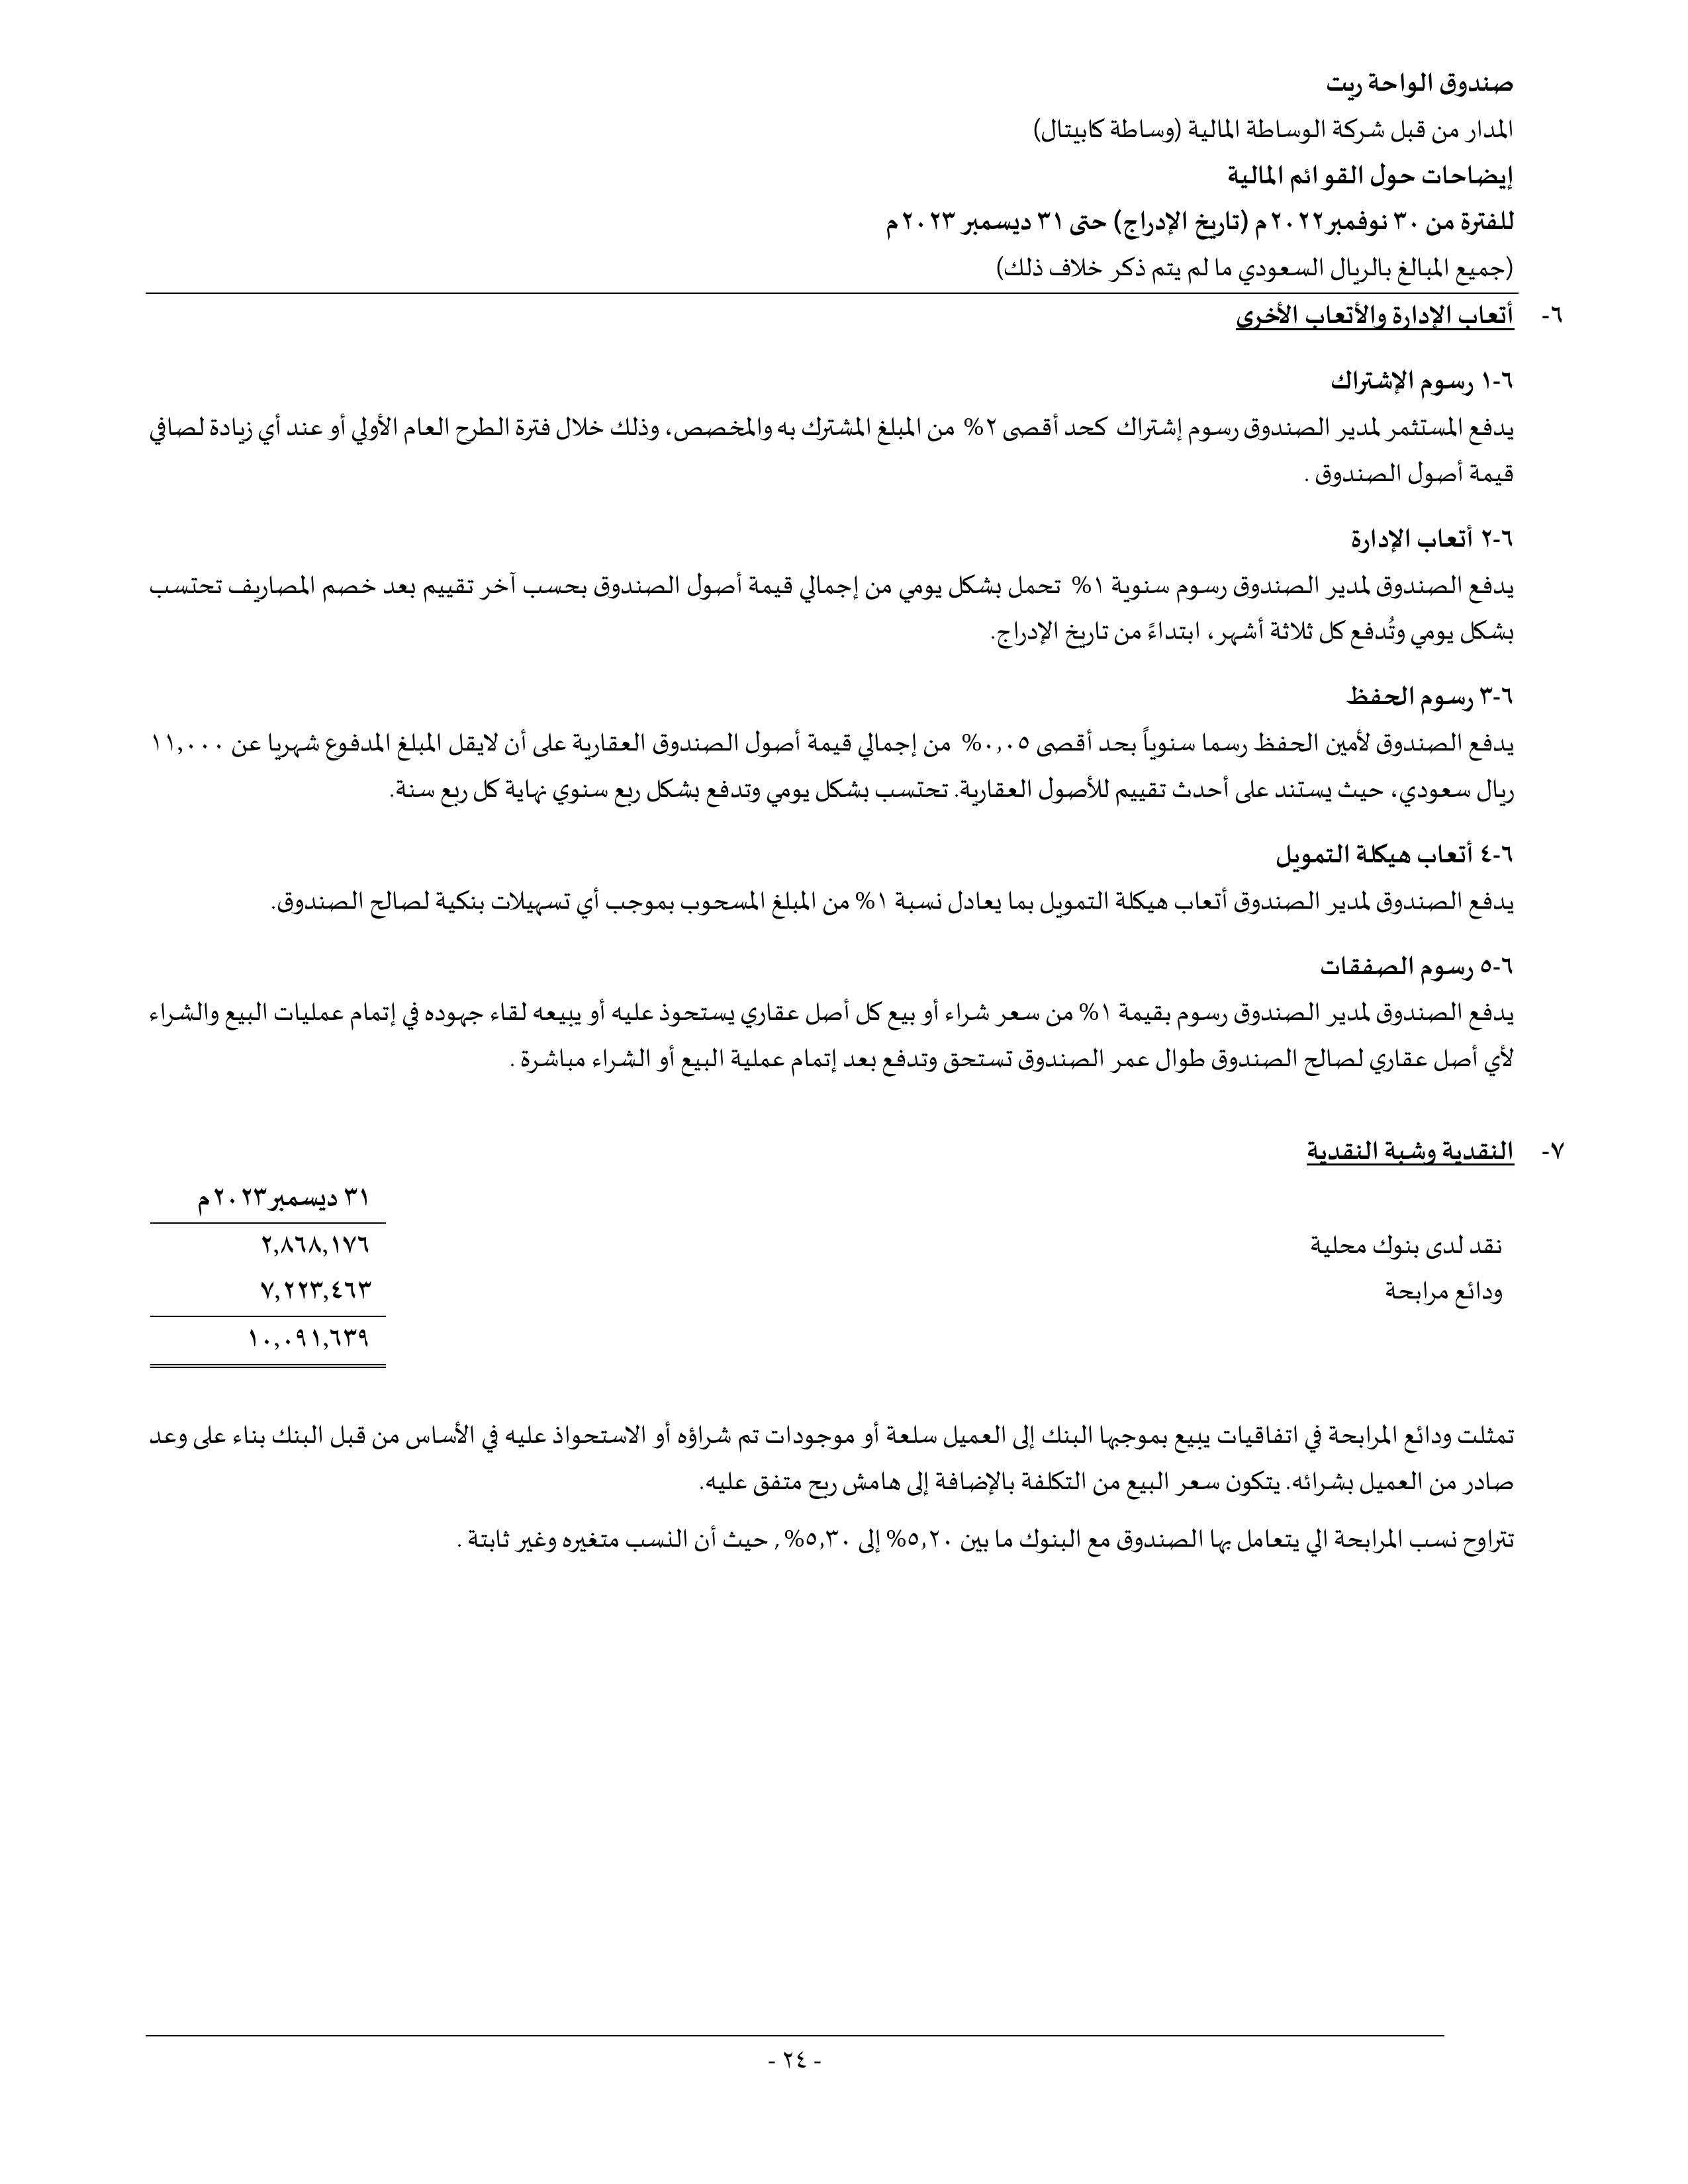 صندوق الواحة ريت
المدار من قبل شركة الوساطة المالية (وساطة كابيتال)
إيضاحات حول القوائم المالية
للفترة من ٣٠ نوفمبر٢٠٢٢م (تاريخ الإدراج) حتى ٣١ ديسمبر ٢٠٢٣م
(جميع المبالغ بالريال السعودي ما لم يتم ذكر خلاف ذلك)
٦- أتعاب الإدارة والأتعاب الأخرى
٦-١ رسوم الإشتراك
يدفع المستثمر لمدير الصندوق رسوم إشتراك كحد أقصى ٢% من المبلغ المشترك به والمخصص، وذلك خلال فترة الطرح العام الأولي أو عند أي زيادة لصافي
قيمة أصول الصندوق .
٦-٢ أتعاب الإدارة
يدفع الصندوق لمدير الصندوق رسوم سنوية ١% تحمل بشكل يومي من إجمالي قيمة أصول الصندوق بحسب آخر تقييم بعد خصم المصاريف تحتسب
بشكل يومي وتُدفع كل ثلاثة أشهر، ابتداءً من تاريخ الإدراج.
٦-٣ رسوم الحفظ
يدفع الصندوق لأمين الحفظ رسما سنوياً بحد أقصى ٠,٠٥% من إجمالي قيمة أصول الصندوق العقارية على أن لايقل المبلغ المدفوع شهريا عن ١١,٠٠٠
ريال سعودي، حيث يستند على أحدث تقييم للأصول العقارية. تحتسب بشكل يومي وتدفع بشكل ربع سنوي نهاية كل ربع سنة.
٦-٤ أتعاب هيكلة التمويل
يدفع الصندوق لمدير الصندوق أتعاب هيكلة التمويل بما يعادل نسبة ١% من المبلغ المسحوب بموجب أي تسهيلات بنكية لصالح الصندوق.
٦-٥ رسوم الصفقات
يدفع الصندوق لمدير الصندوق رسوم بقيمة ١% من سعر شراء أو بيع كل أصل عقاري يستحوذ عليه أو يبيعه لقاء جهوده في إتمام عمليات البيع والشراء
لأي أصل عقاري لصالح الصندوق طوال عمر الصندوق تستحق وتدفع بعد إتمام عملية البيع أو الشراء مباشرة .
٧- النقدية وشبة النقدية
٣١ ديسمبر٢٠٢٣م
نقد لدى بنوك محلية ٢,٨٦٨,١٧٦
ودائع مرابحة ٧,٢٢٣,٤٦٣
١٠,٠٩١,٦٣٩
تمثلت ودائع المرابحة في اتفاقيات يبيع بموجبها البنك إلى العميل سلعة أو موجودات تم شراؤه أو الاستحواذ عليه في الأساس من قبل البنك بناء على وعد
صادر من العميل بشرائه. يتكون سعر البيع من التكلفة بالإضافة إلى هامش ربح متفق عليه.
تتراوح نسب المرابحة الي يتعامل بها الصندوق مع البنوك ما بين ٥,٢٠% إلى ٥,٣٠% , حيث أن النسب متغيره وغير ثابتة .
- ٢٤ -